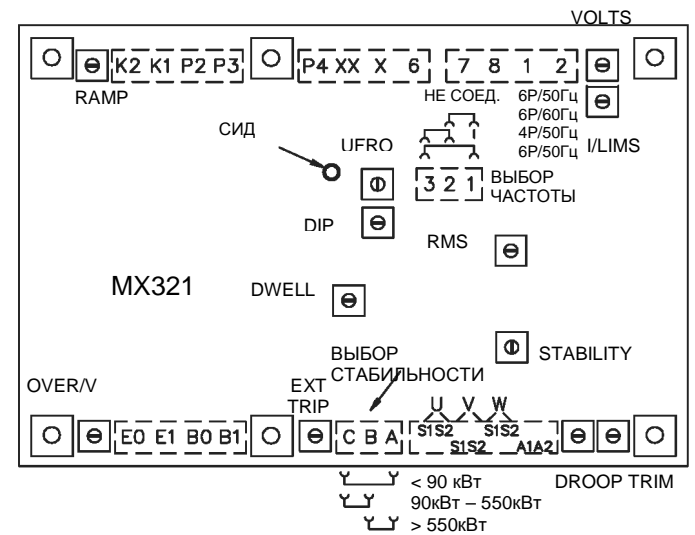 VOLTS
K2 K1 P2 P3
P4 XX X 6
7 8 1 2
RAMP
НЕ СОЕД.
6P/50Гц
6P/60Гц
4P/50Гц
6P/50Гц
I/LIMS
СИД
UFRO
3 2 1
ВЫБОР
ЧАСТОТЫ
DIP
RMS
MX321
DWELL
ВЫБОР
СТАБИЛЬНОСТИ
STABILITY
OVER/V
EXT
TRIP
U V W
E0 E1 B0 B1
C B A
S1S2 S1S2
S1S2 A1A2
DROOP TRIM
< 90 кВт
90кВт – 550кВт
> 550кВт